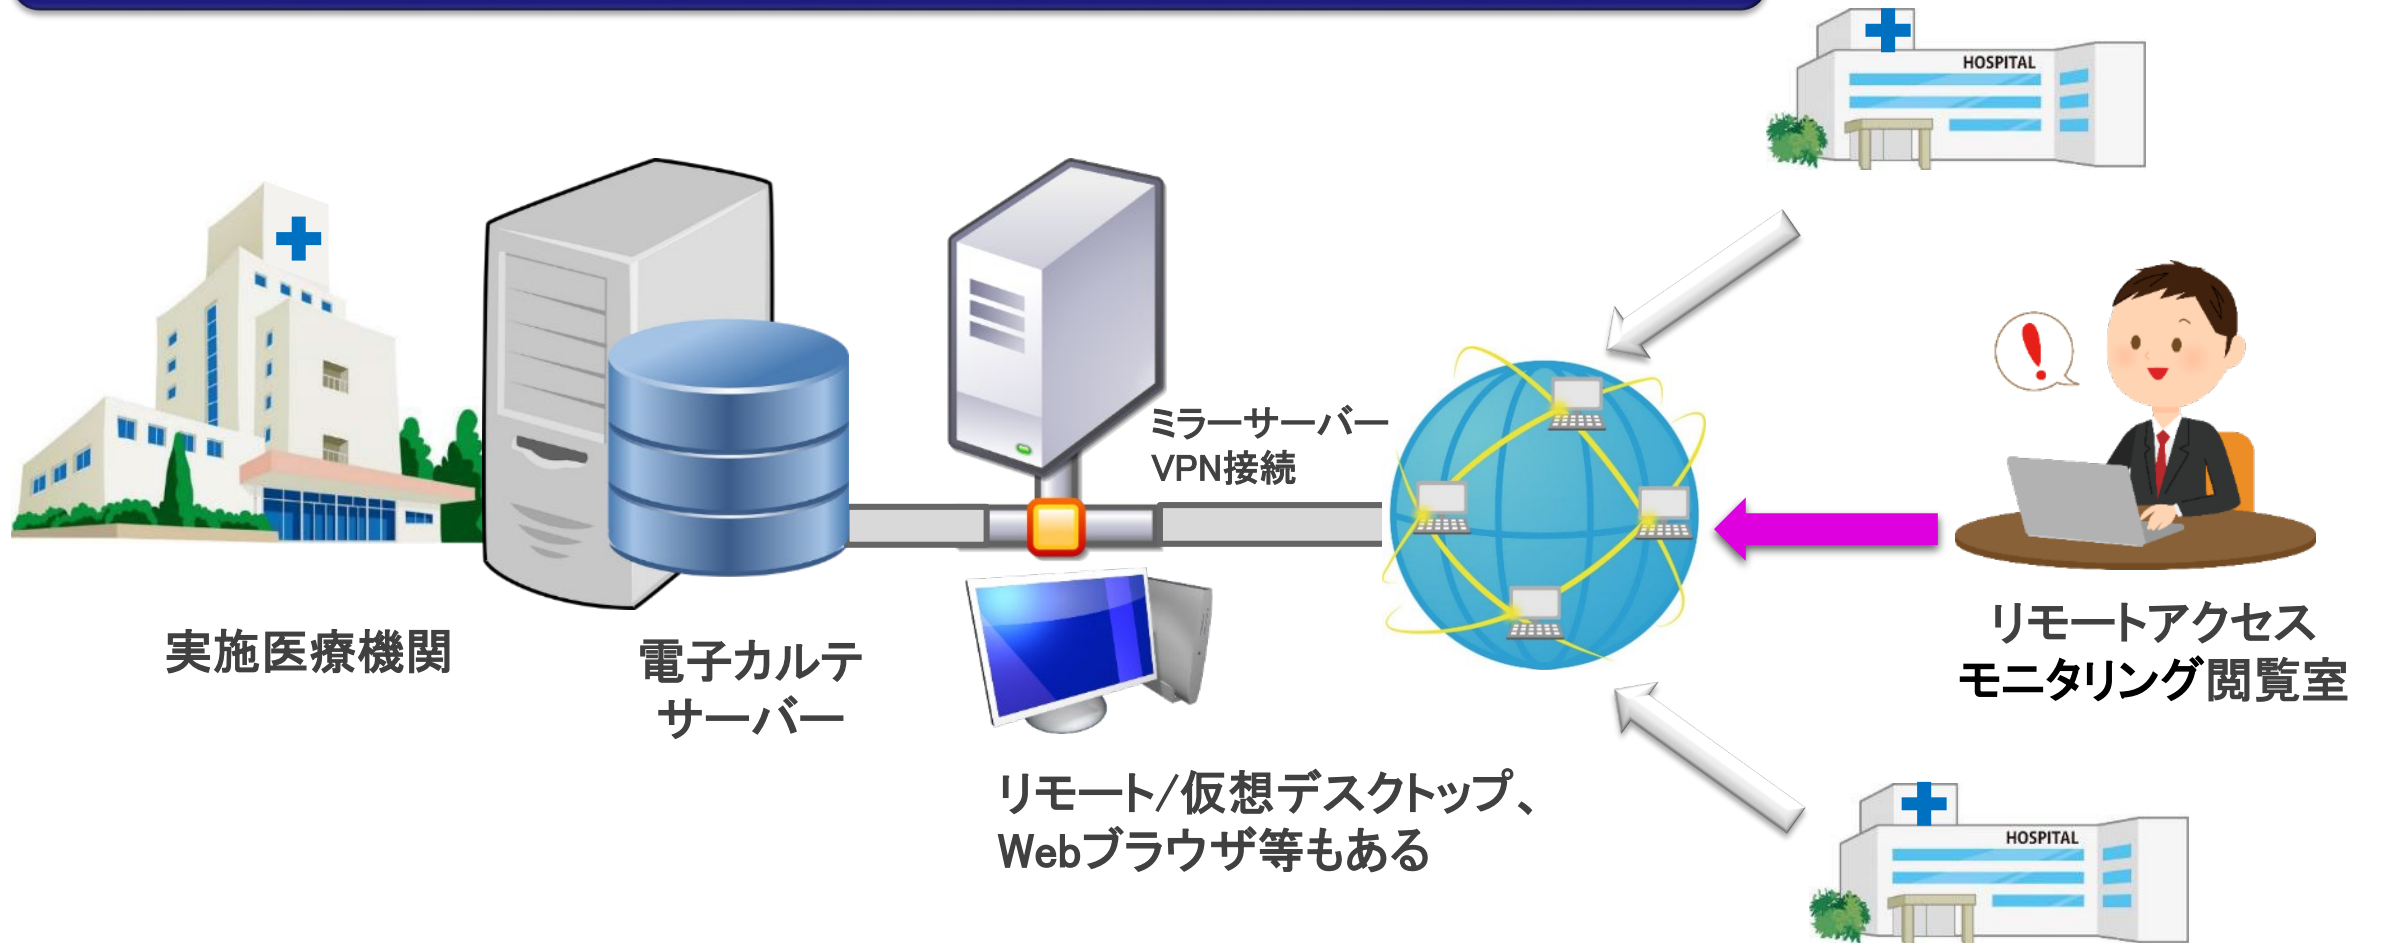 HOSPITAL
ミラーサーバー
VPN接続
実施医療機関
電子カルテ
サーバー
リモートアクセス
モニタリング閲覧室
リモート/仮想デスクトップ、
Webブラウザ等もある
HOSPITAL